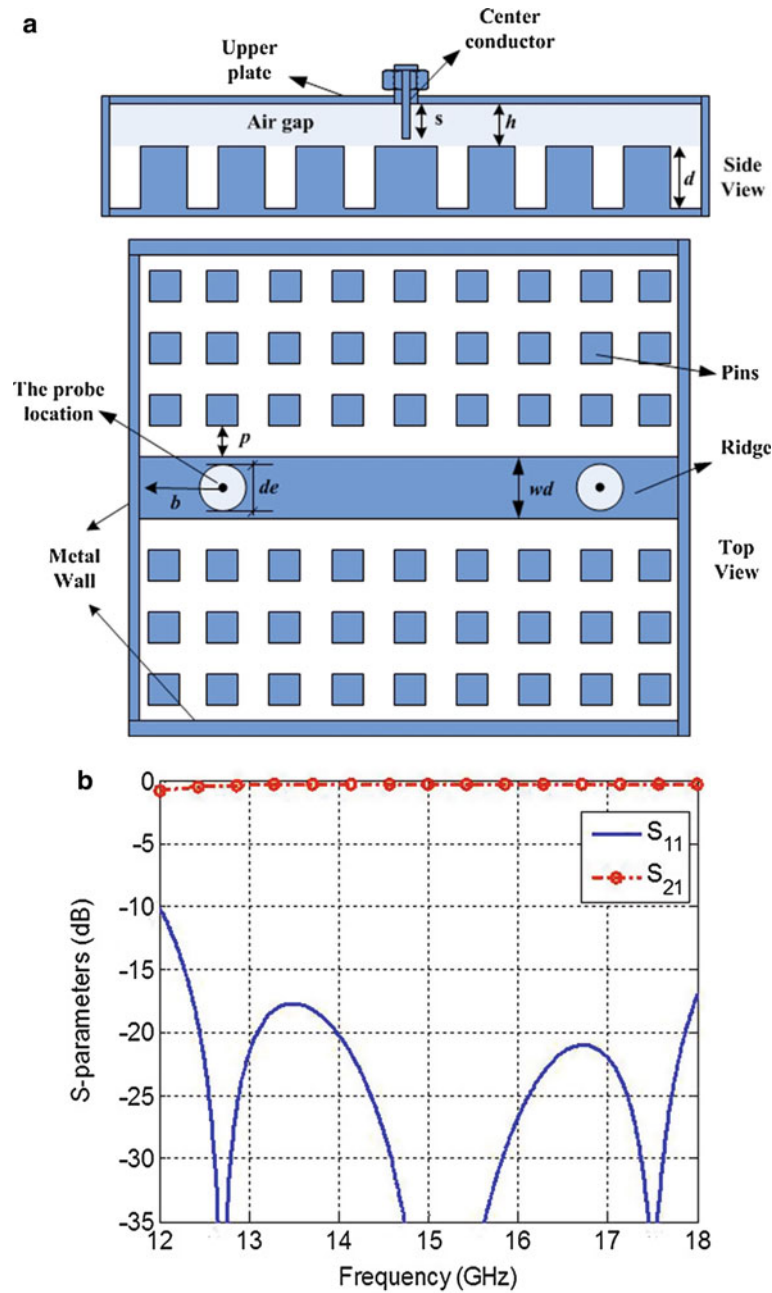 a
Upper
plate
Center
conductor
Air gap
s
h
d
Side
View
The probe
location
p
Pins
b
de
wd
Ridge
Metal
Wall
Top
View
b
0
-5
-10
-15
-20
-25
-30
-35
S-parameters (dB)
S11
S21
12 13 14 15 16 17 18
Frequency (GHz)